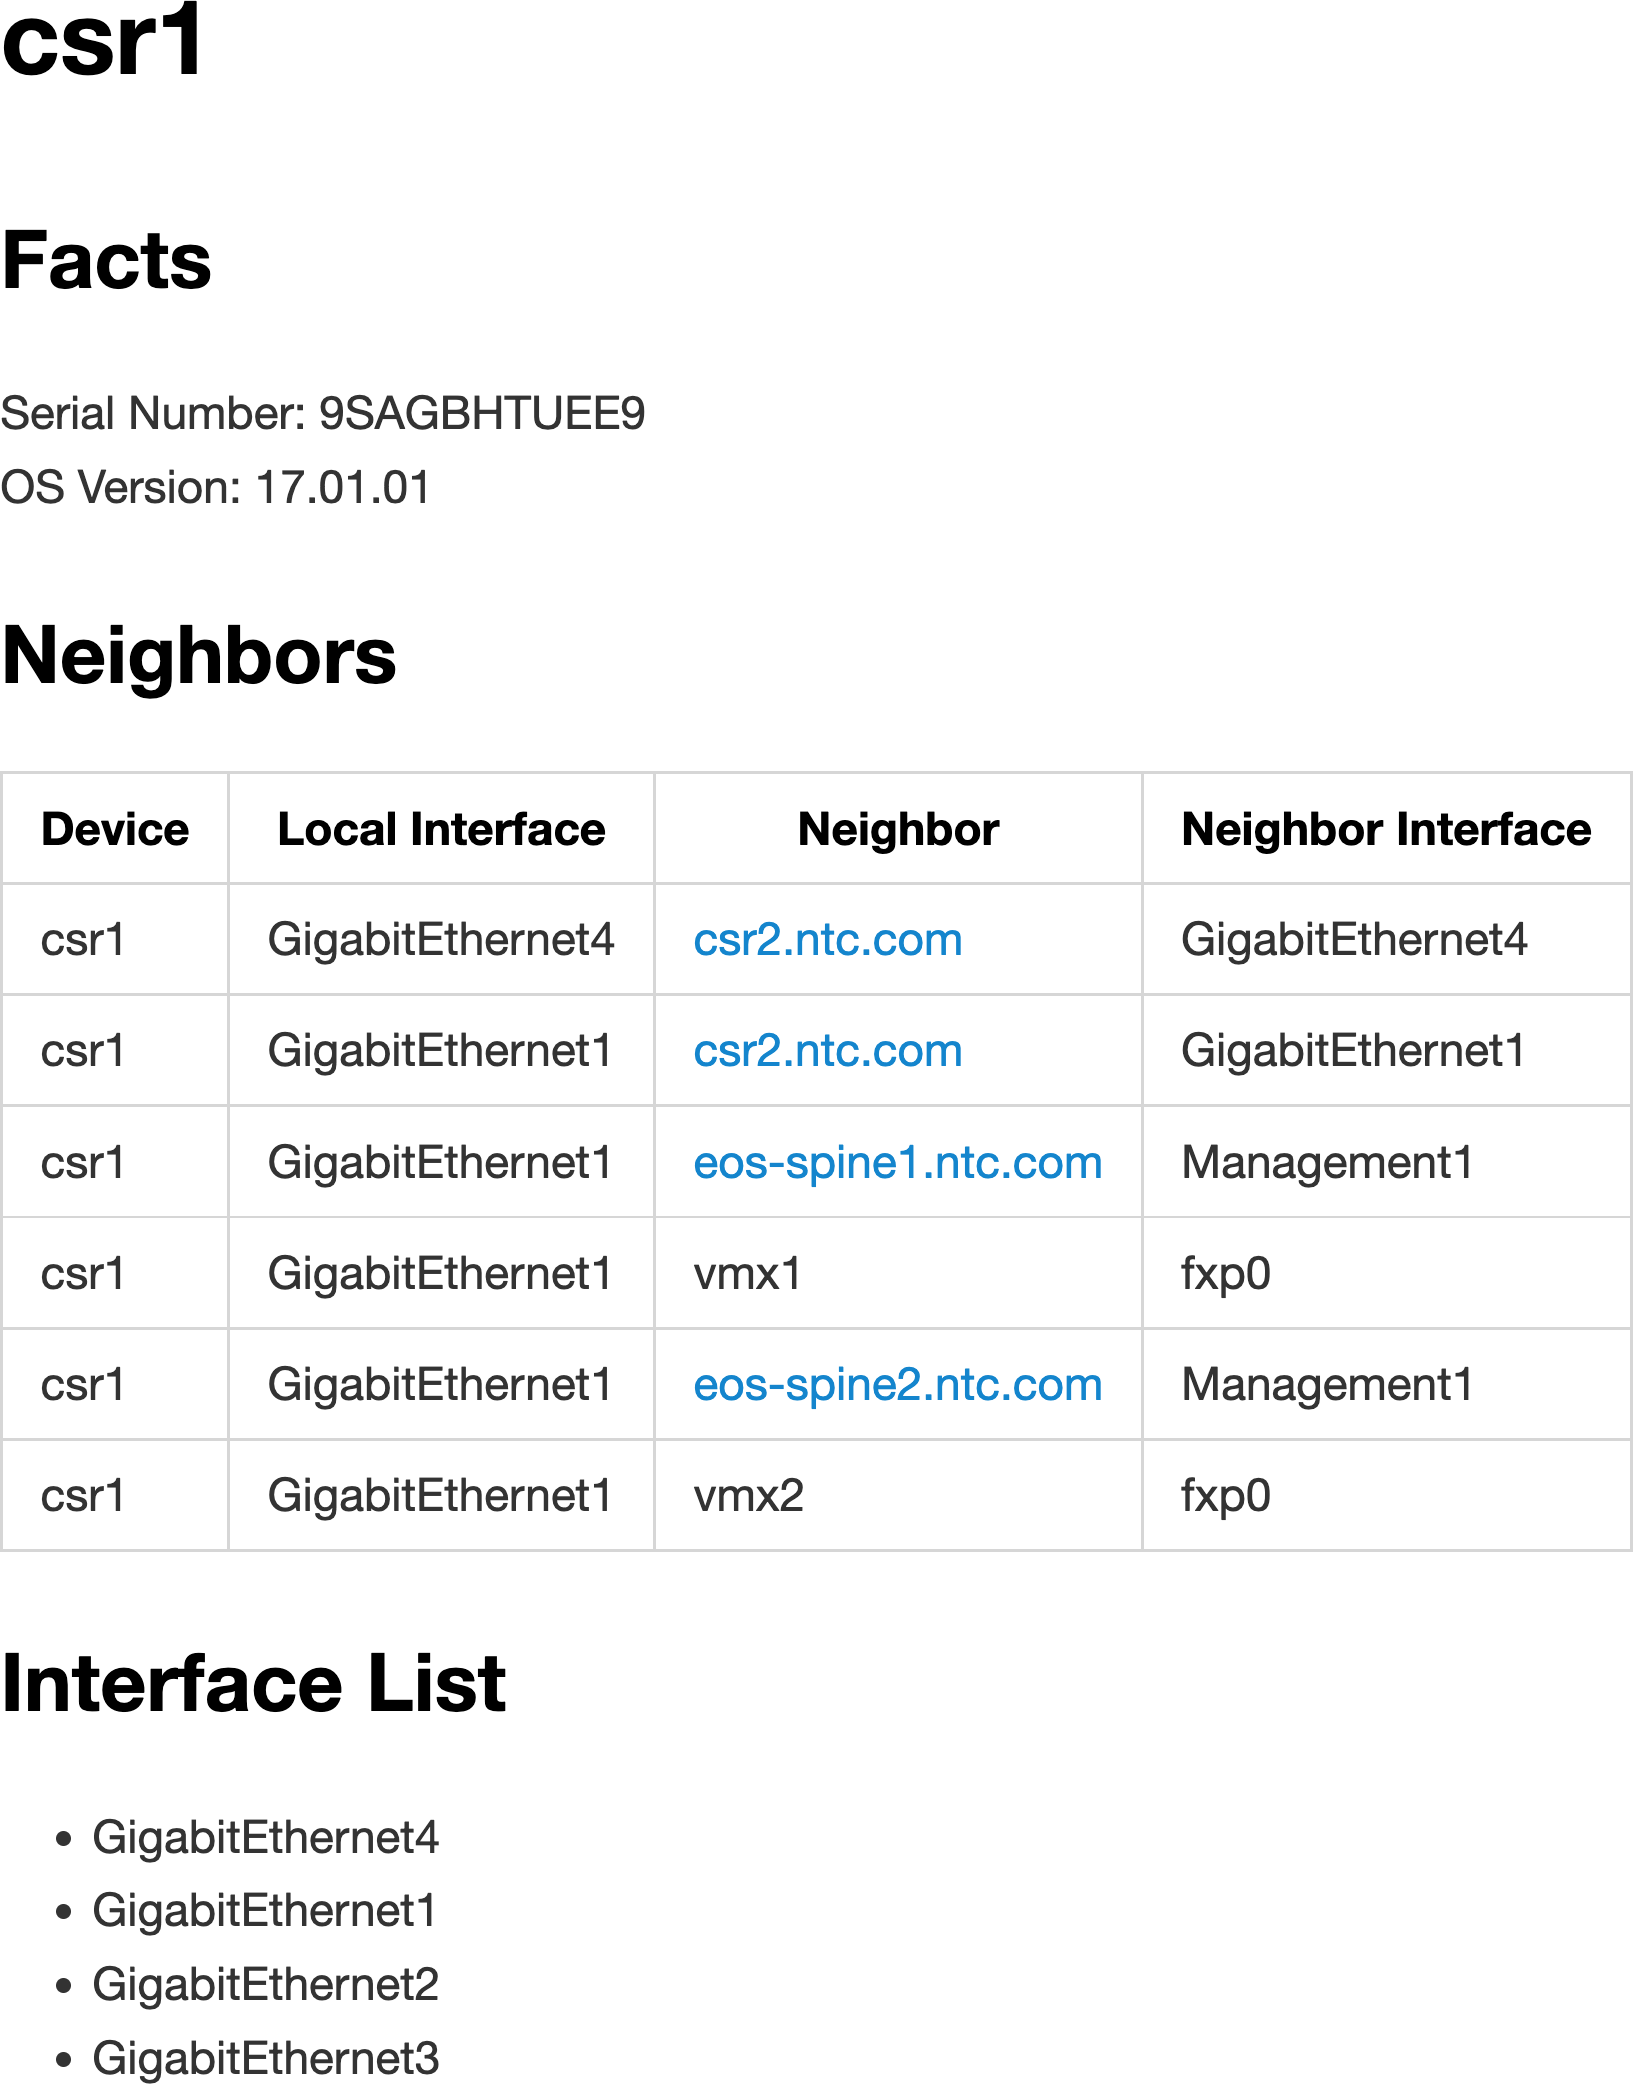 csr1
Facts
Serial Number: 9SAGBHTUEE9
OS Version: 17.01.01
Neighbors
Device Local Interface Neighbor Neighbor Interface
csr1 GigabitEthernet4 csr2.ntc.com GigabitEthernet4
csr1 GigabitEthernet1 csr2.ntc.com GigabitEthernet1
csr1 GigabitEthernet1 eos-spine1.ntc.com Management1
csr1 GigabitEthernet1 vmx1 fxp0
csr1 GigabitEthernet1 eos-spine2.ntc.com Management1
csr1 GigabitEthernet1 vmx2 fxp0
Interface List
• GigabitEthernet4
• GigabitEthernet1
• GigabitEthernet2
• GigabitEthernet3